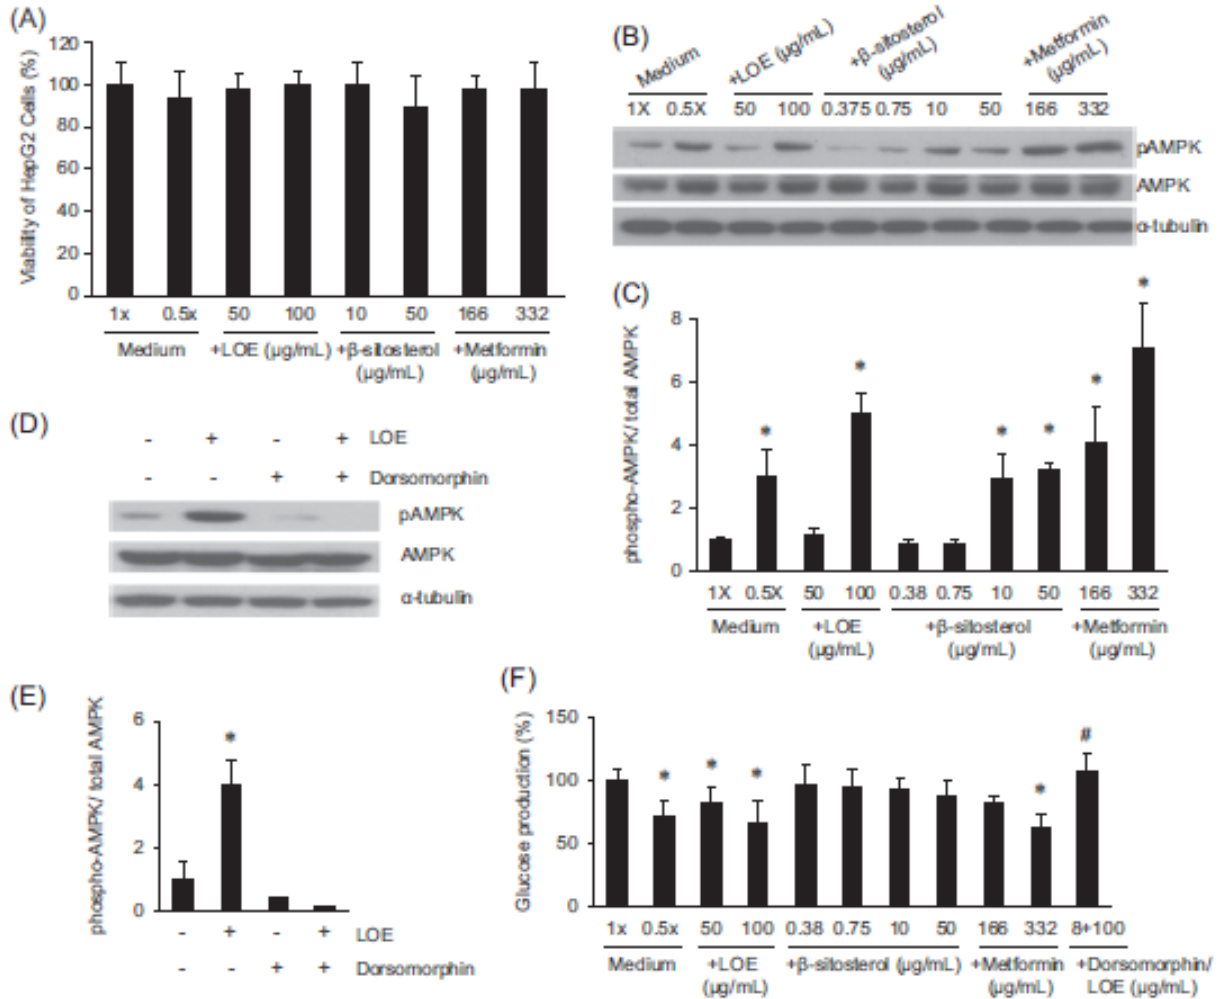 (A)
120
100
80
60
40
20
0
Viability of HepG2 Cells (%)
1x 0.5x 50 100 10 50 166 332
Medium +LOE (µg/mL) +β-sitosterol (µg/mL) +Metformin (µg/mL)
(B)
Medium +LOE (µg/mL) +β-sitosterol (µg/mL) +Metformin (µg/mL)
1X 0.5X 50 100 0.375 0.75 10 50 166 332
pAMPK
AMPK
α-tubulin
(C)
8
6
4
2
0
phospho-AMPK/ total AMPK
* * * * * *
1X 0.5X 50 100 0.38 0.75 10 50 166 332
Medium +LOE (µg/mL) +β-sitosterol (µg/mL) +Metformin (µg/mL)
(D)
- + - + LOE
- - + + Dorsomorphin
pAMPK
AMPK
α-tubulin
(E)
6
4
2
0
phospho-AMPK/ total AMPK
*
- + - + LOE
- - + + Dorsomorphin
(F)
150
100
50
0
Glucose production (%)
* * * * #
1x 0.5x 50 100 0.38 0.75 10 50 166 332 8+100
Medium +LOE (µg/mL) +β-sitosterol (µg/mL) +Metformin (µg/mL) +Dorsomorphin/ LOE (µg/mL)